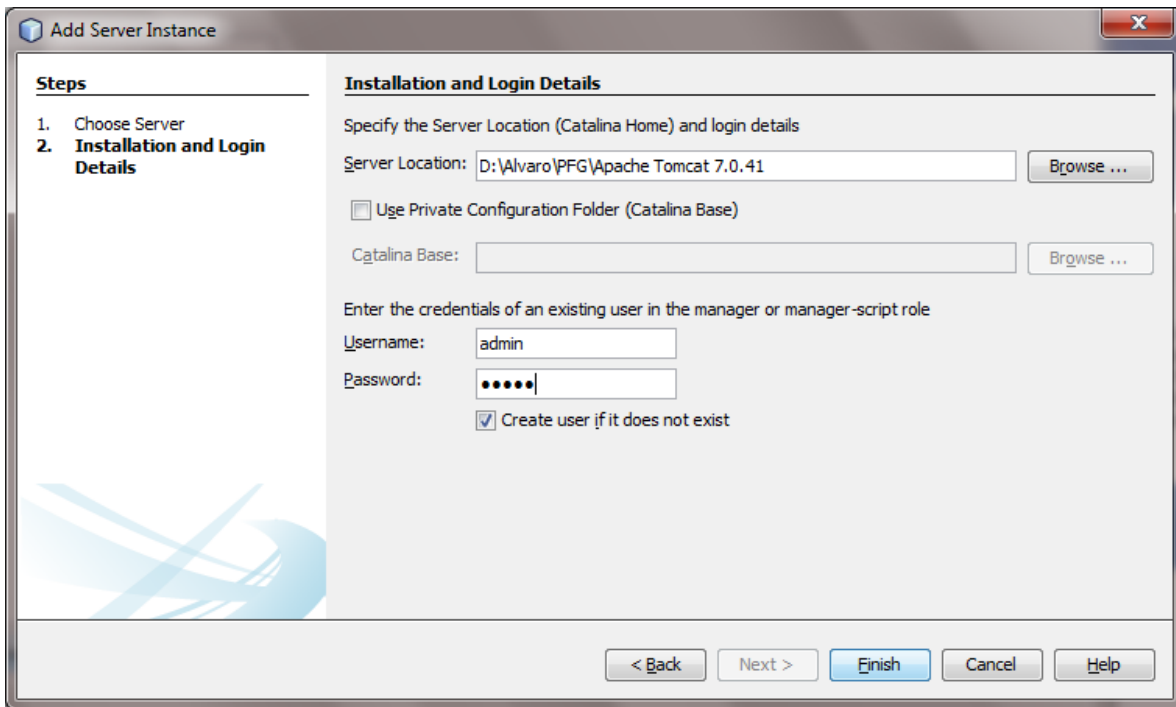 Add Server Instance
Steps
1. Choose Server
2. Installation and Login
Details
Installation and Login Details
Specify the Server Location (Catalina Home) and login details
Server Location: D:\Alvaro\PFG\Apache Tomcat 7.0.41 Browse ...
Use Private Configuration Folder (Catalina Base)
Catalina Base: Browse ...
Enter the credentials of an existing user in the manager or manager-script role
Username: admin
Password: •••••
Create user if it does not exist
< Back Next > Finish Cancel Help